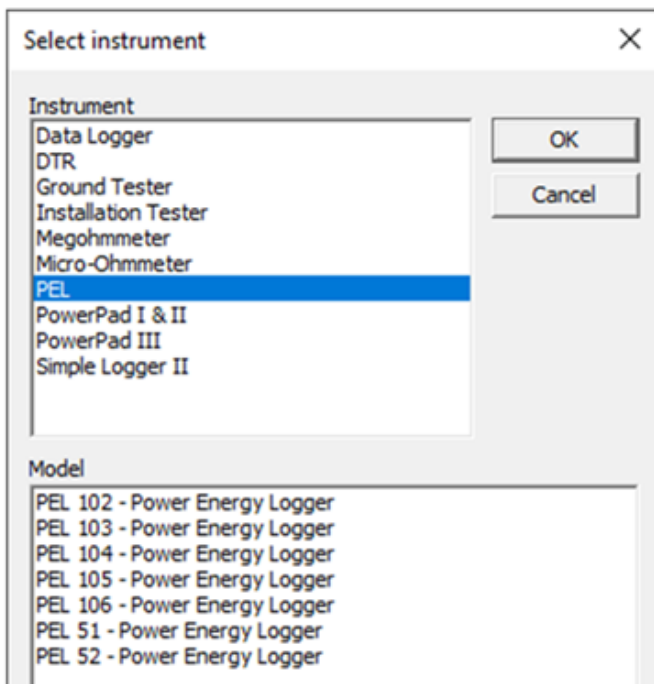 Select instrument
Instrument
Data Logger
DTR
Ground Tester
Installation Tester
Megohmmeter
Micro-Ohmmeter
PEL
PowerPad I & II
PowerPad III
Simple Logger II
OK
Cancel
Model
PEL 102 - Power Energy Logger
PEL 103 - Power Energy Logger
PEL 104 - Power Energy Logger
PEL 105 - Power Energy Logger
PEL 106 - Power Energy Logger
PEL 51 - Power Energy Logger
PEL 52 - Power Energy Logger